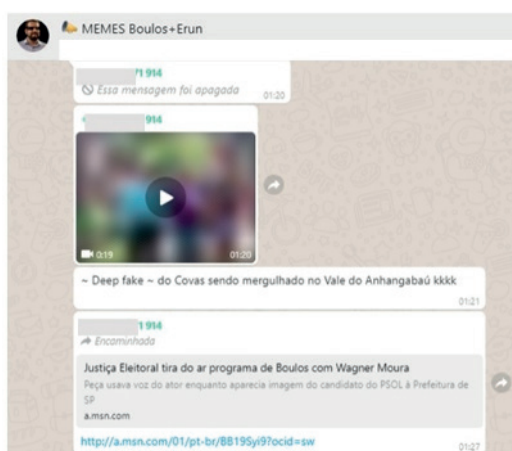 MEMES Boulos+Erun
71 914
Essa mensagem foi apagada
01:20
914
0:19
01:20
~ Deep fake ~ do Covas sendo mergulhado no Vale do Anhangabaú kkkk
01:21
1 914
Encaminhada
Justiça Eleitoral tira do ar programa de Boulos com Wagner Moura
Peça usava voz do ator enquanto aparecia imagem do candidato do PSOL à Prefeitura de
SP
a.msn.com
http://a.msn.com/01/pt-br/BB19Syi9?ocid=sw
01:27